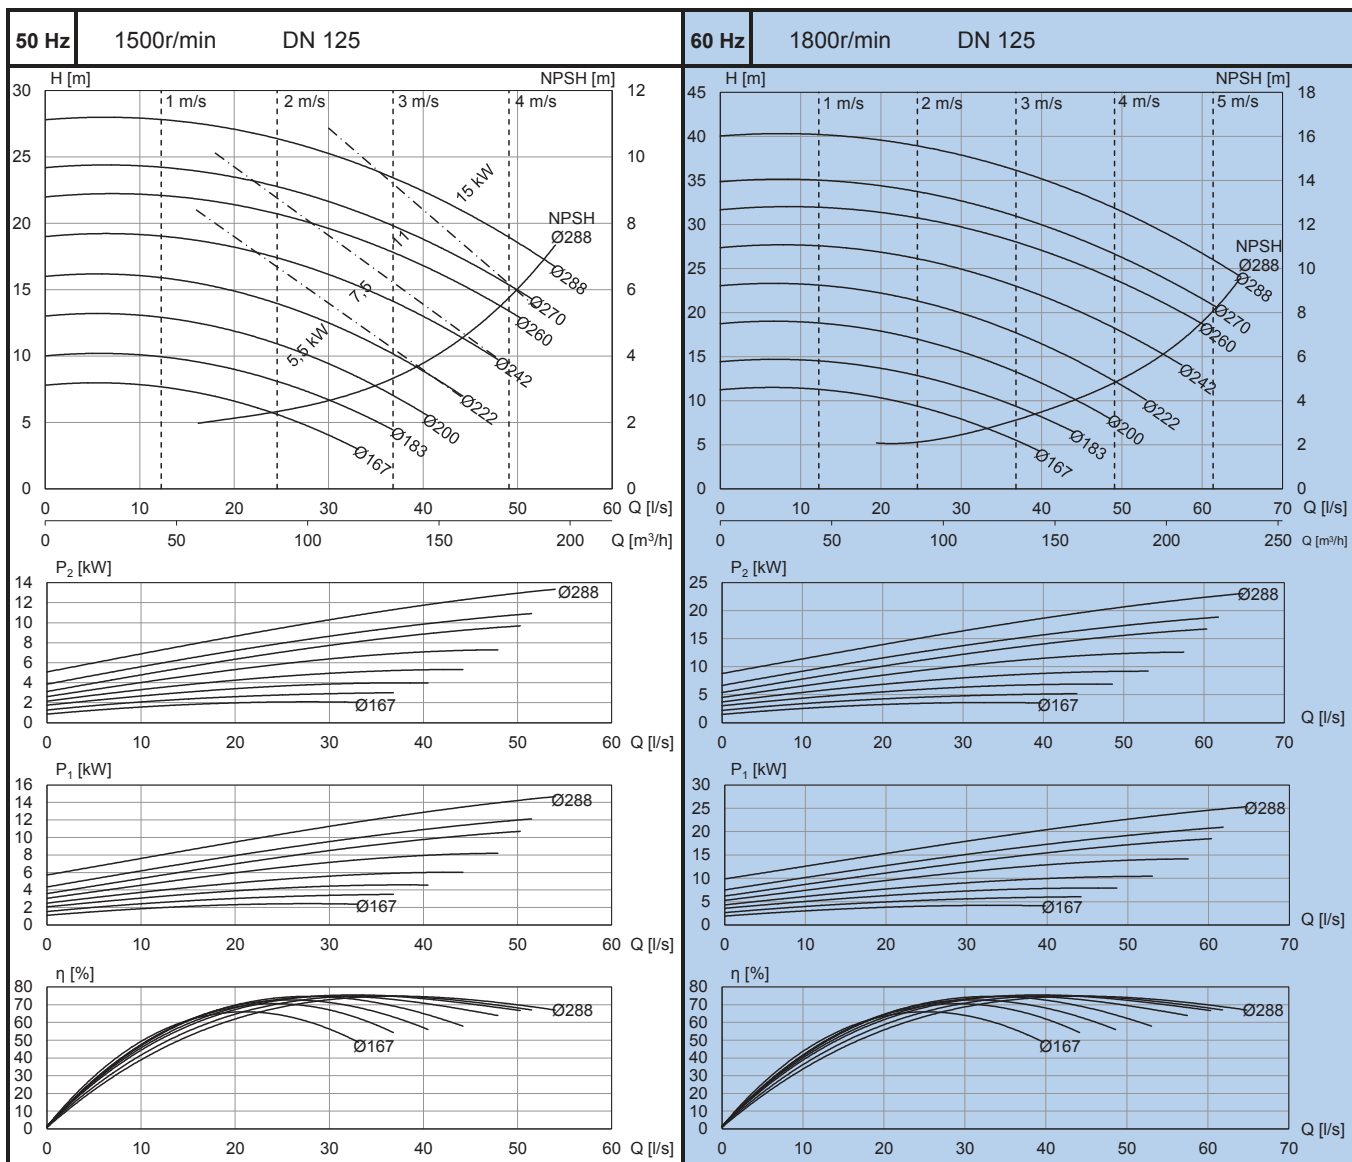 50 Hz 1500r/min DN 125
H [m] NPSH [m]
30 1 m/s 2 m/s 3 m/s 4 m/s 12
25 10
15 kW
20 NPSH 8
Ø288
11
Ø288
15 7,5 6
Ø270
Ø260
5,5 kW
10 Ø242 4
Ø222
5 Ø200 2
Ø183
Ø167
0 0
0 10 20 30 40 50 60 Q [l/s]
0 50 100 150 200 Q [m³/h]
P₂ [kW]
14
12 Ø288
10
8
6
4
2 Ø167
0
0 10 20 30 40 50 60 Q [l/s]
P₁ [kW]
16
14 Ø288
12
10
8
6
4
2 Ø167
0
0 10 20 30 40 50 60 Q [l/s]
η [%]
80
70 Ø288
60
50 Ø167
40
30
20
10
0
0 10 20 30 40 50 60 Q [l/s]
60 Hz 1800r/min DN 125
H [m] NPSH [m]
45 1 m/s 2 m/s 3 m/s 4 m/s 5 m/s 18
40 16
35 14
30 12
NPSH
25 Ø288 10
Ø288
20 Ø270 8
Ø260
15 6
Ø242
10 Ø222 4
Ø200
5 Ø183 2
Ø167
0 0
0 10 20 30 40 50 60 70 Q [l/s]
0 50 100 150 200 250 Q [m³/h]
P₂ [kW]
25
Ø288
20
15
10
5 Ø167
0
0 10 20 30 40 50 60 70 Q [l/s]
P₁ [kW]
30
25 Ø288
20
15
10
5 Ø167
0
0 10 20 30 40 50 60 70 Q [l/s]
η [%]
80
70 Ø288
60
50 Ø167
40
30
20
10
0
0 10 20 30 40 50 60 70 Q [l/s]